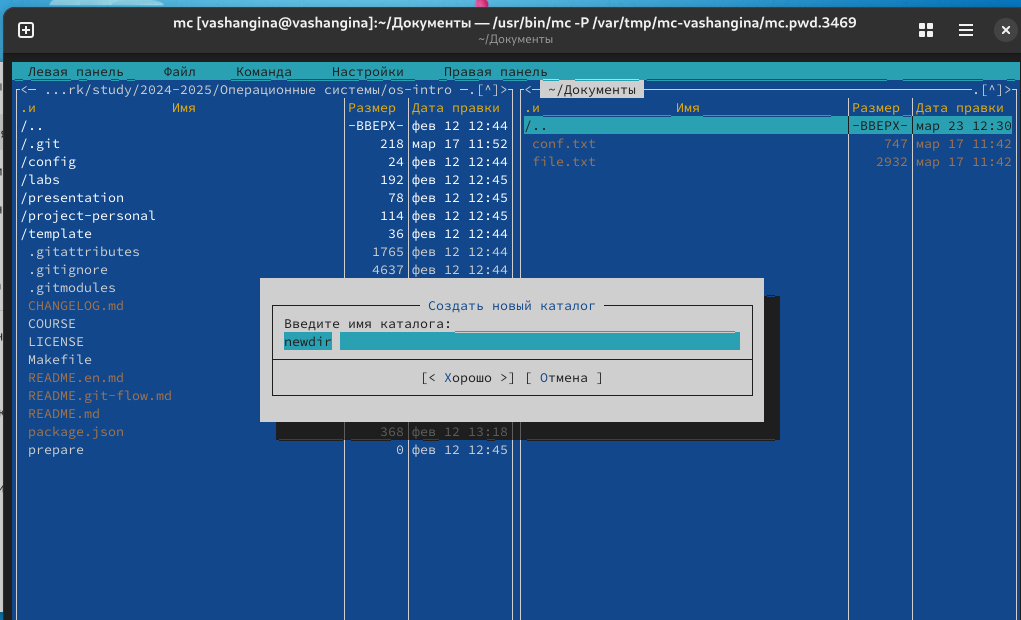 mc [vashangina@vashangina]:~/Документы — /usr/bin/mc -P /var/tmp/mc-vashangina/mc.pwd.3469
~/Документы
Левая панель Файл Команда Настройки Правая панель
<— ...rk/study/2024-2025/Операционные системы/os-intro —.[^]>
.и Имя Размер Дата правки
/.. -ВВЕРХ- фев 12 12:44
/.git 218 мар 17 11:52
/config 24 фев 12 12:44
/labs 192 фев 12 12:45
/presentation 78 фев 12 12:45
/project-personal 114 фев 12 12:45
/template 36 фев 12 12:44
.gitattributes 1765 фев 12 12:44
.gitignore 4637 фев 12 12:44
.gitmodules
CHANGELOG.md
COURSE
LICENSE
Makefile
README.en.md
README.git-flow.md
README.md
package.json 368 фев 12 13:18
prepare 0 фев 12 12:45
<— ~/Документы .[^]>
.и Имя Размер Дата правки
/.. -ВВЕРХ- мар 23 12:30
conf.txt 747 мар 17 11:42
file.txt 2932 мар 17 11:42
Создать новый каталог
Введите имя каталога:
newdir
[< Хорошо >] [ Отмена ]